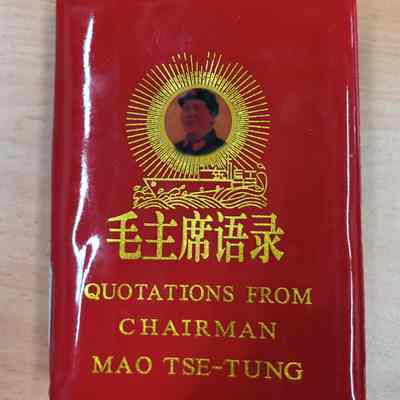 毛主席语录
QUOTATIONS FROM
CHAIRMAN
MAO TSE-TUNG